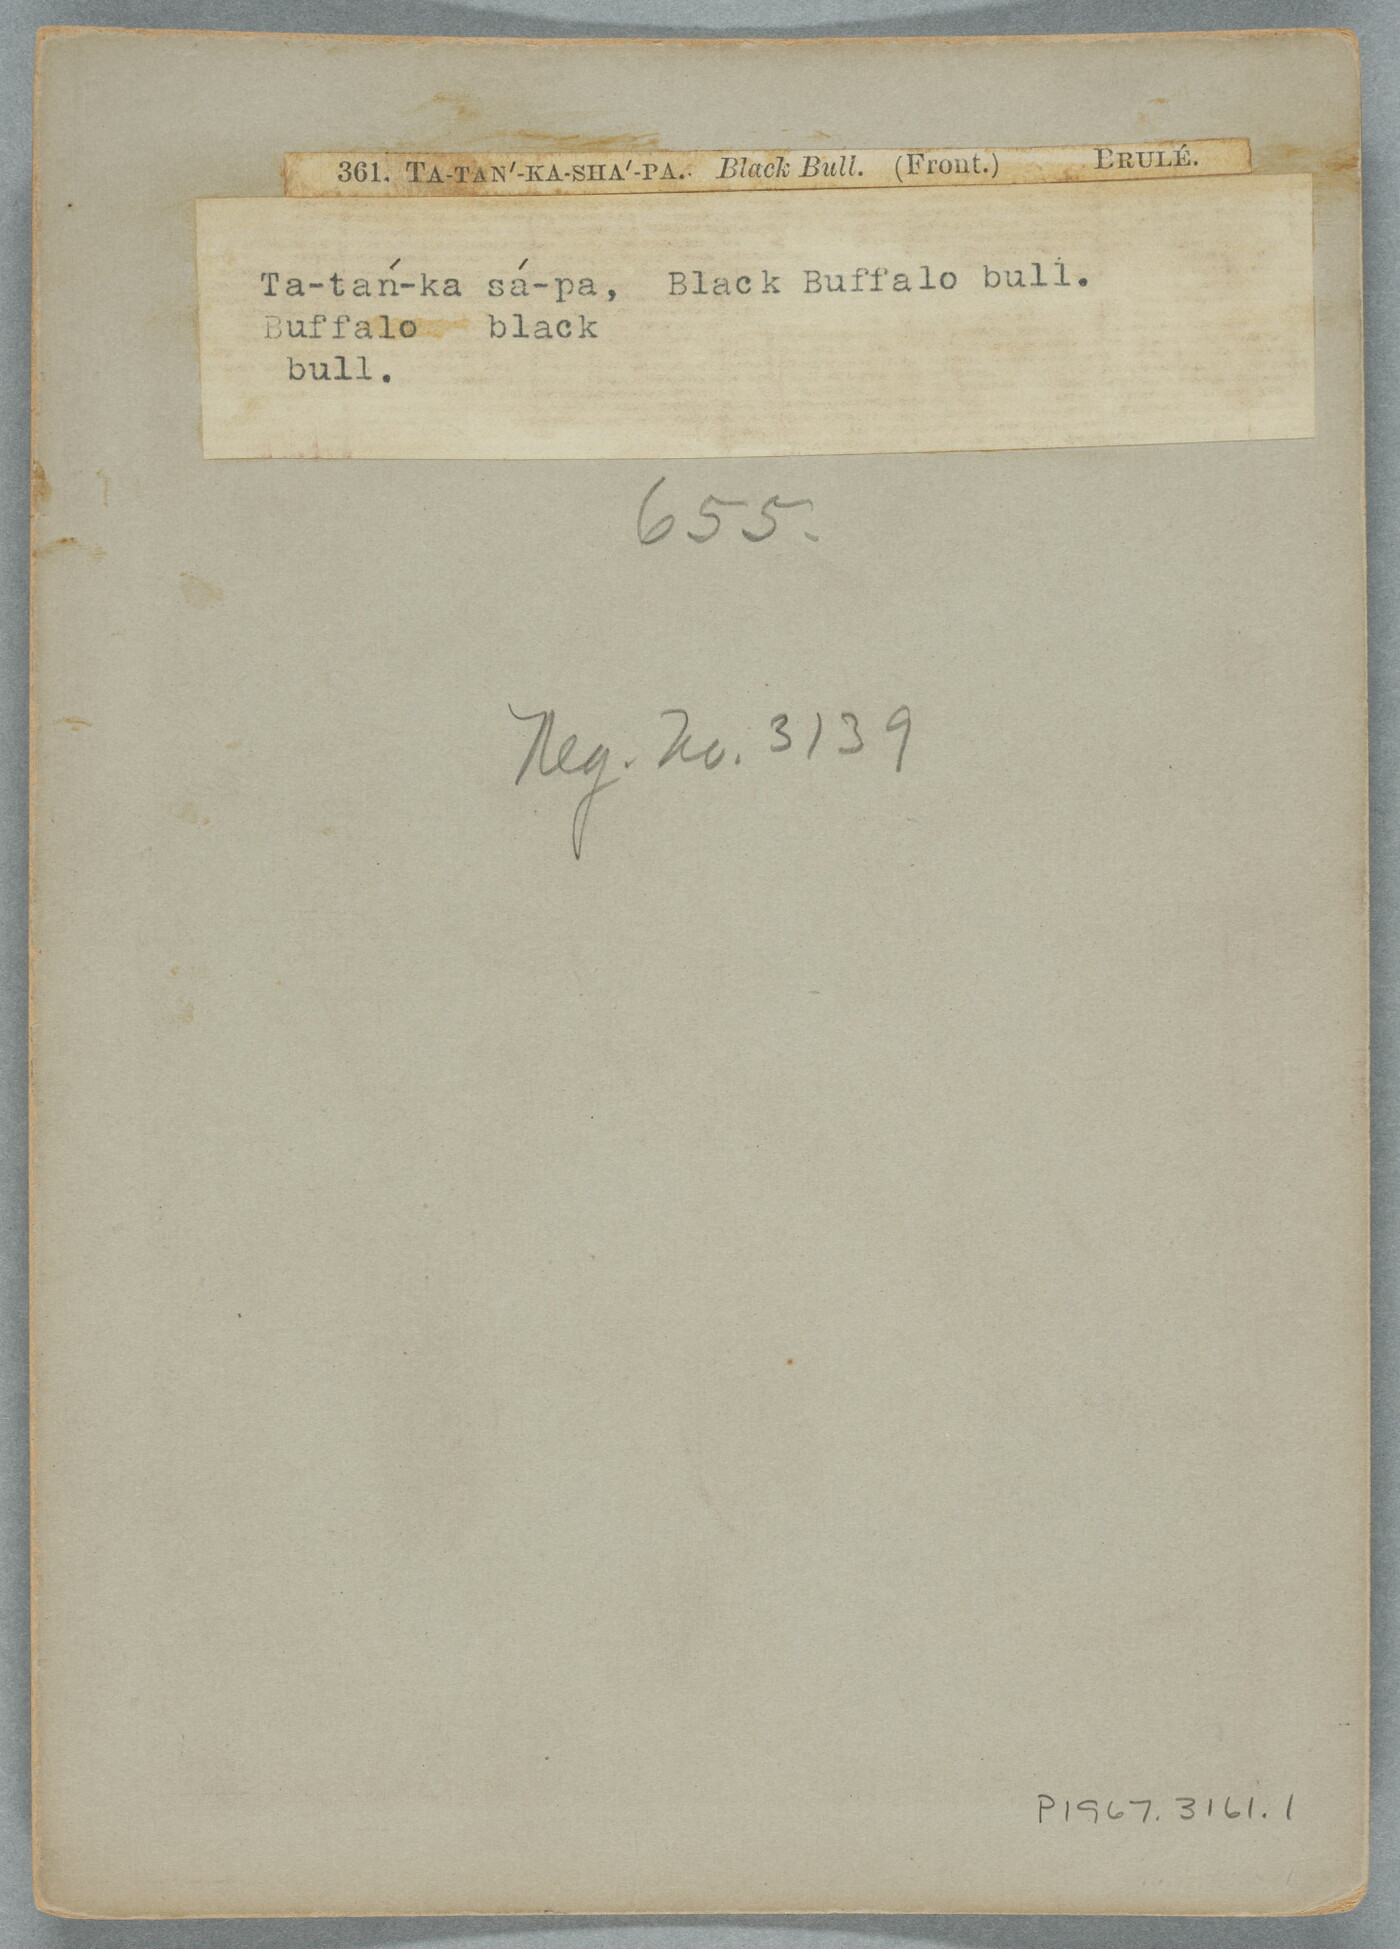 361. TA-TAN′-KA-SHA′-PA. Black Bull. (Front.) BRULÉ.
Ta-tań-ka sá-pa, Black Buffalo bull.
Buffalo black
bull.
655.
Neg. No. 3139
P1967.3161.1